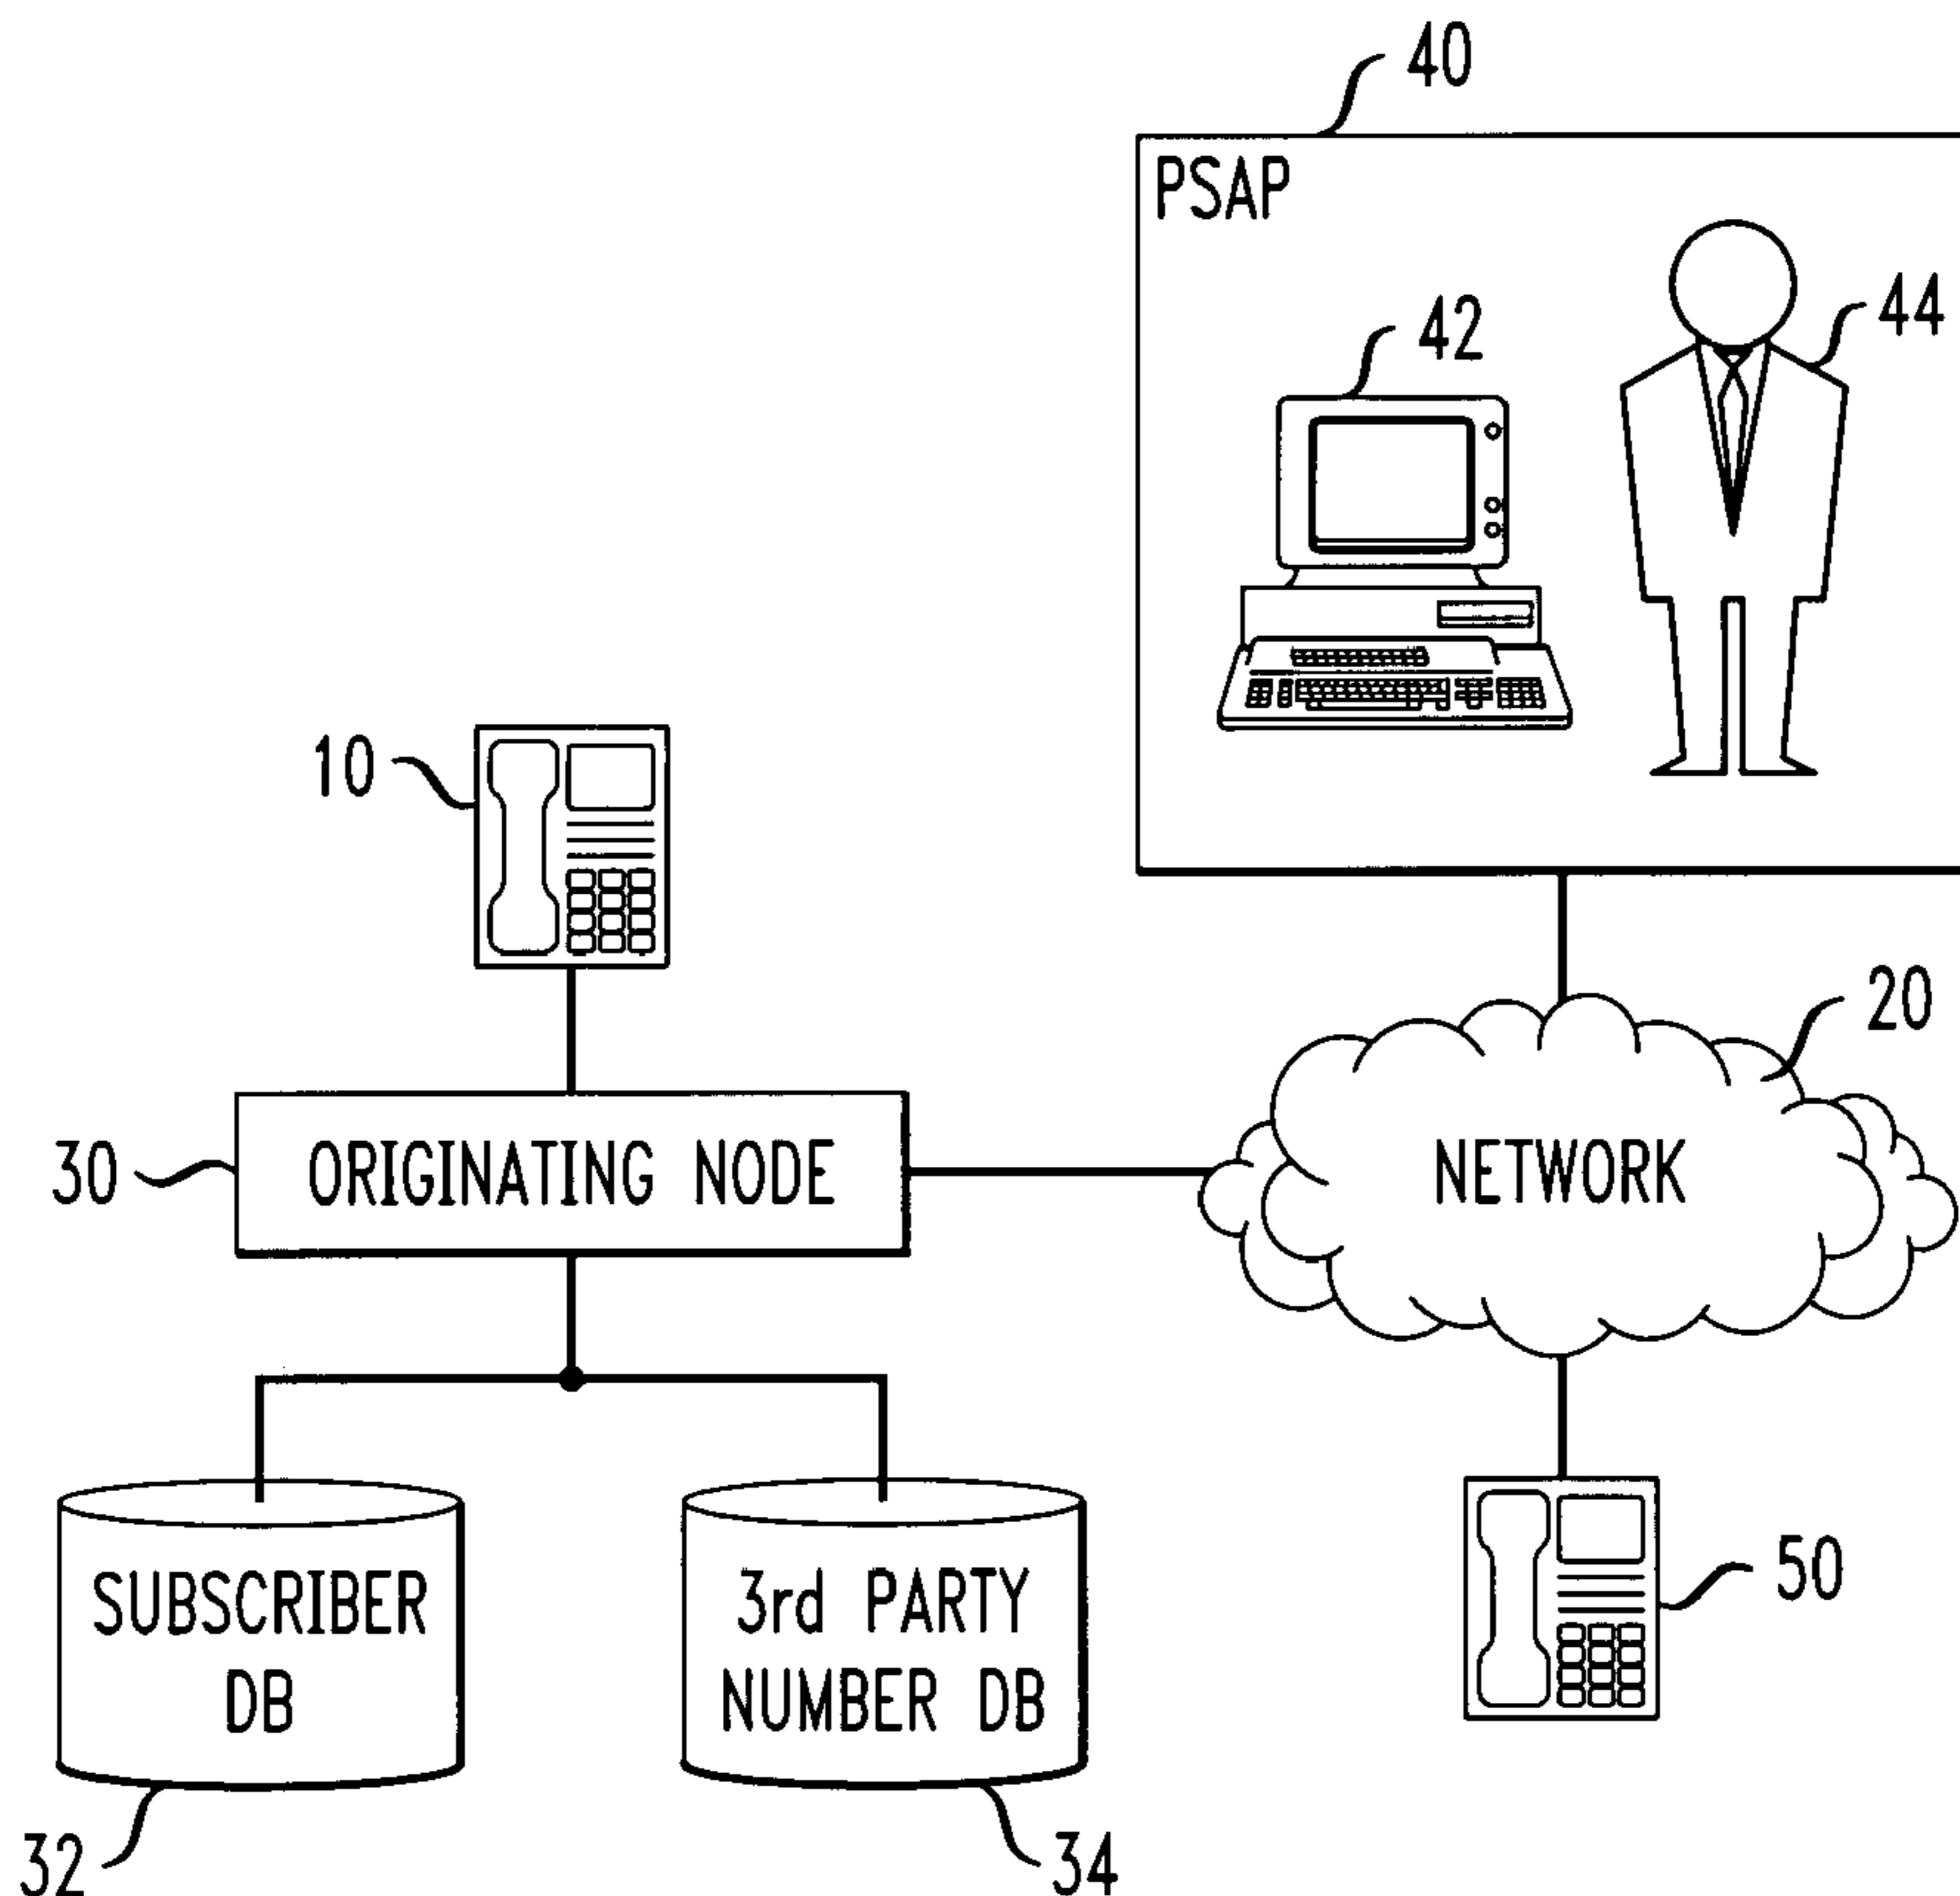 40
PSAP
44
42
10
20
30
ORIGINATING NODE
NETWORK
50
SUBSCRIBER
DB
3rd PARTY
NUMBER DB
32
34